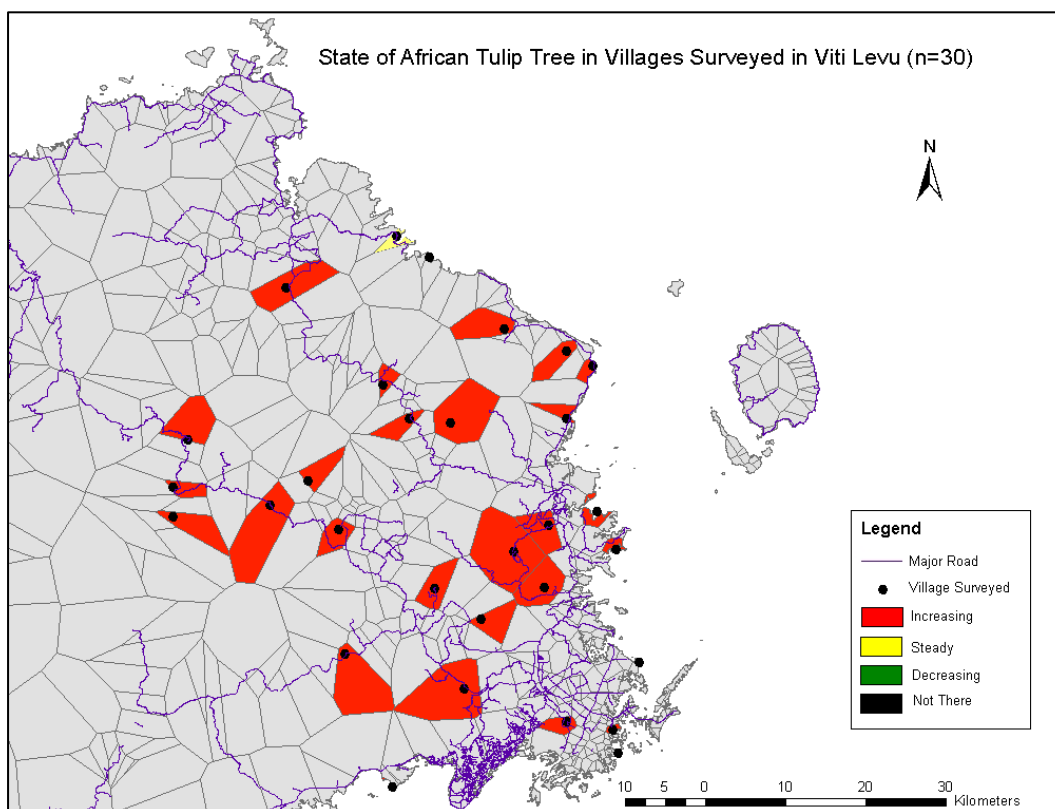 State of African Tulip Tree in Villages Surveyed in Viti Levu (n=30)
N
Legend
Major Road
Village Surveyed
Increasing
Steady
Decreasing
Not There
10 5 0 10 20 30
Kilometers